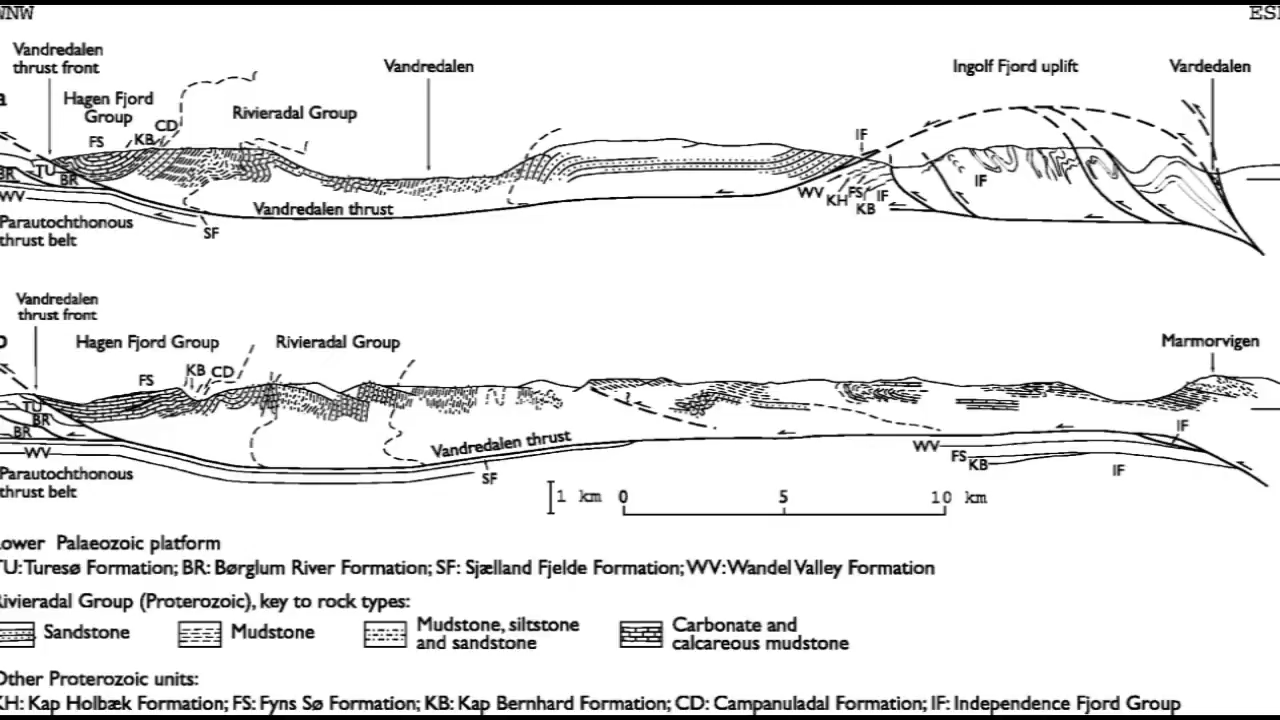 WNW
ESE
Vandredalen
thrust front
Vandredalen
Ingolf Fjord uplift
Vardedalen
a
Hagen Fjord
Group
Rivieradal Group
CD
FS
KB
IF
TU
BR
BR
IF
WV
WV
KH
FS
IF
KB
Vandredalen thrust
Parautochthonous
thrust belt
SF
Vandredalen
thrust front
b
Hagen Fjord Group
Rivieradal Group
Marmorvigen
FS
KB
CD
TU
BR
BR
?
IF
WV
Vandredalen thrust
WV
FS
KB
IF
Parautochthonous
thrust belt
SF
1 km
0
5
10 km
Lower Palaeozoic platform
TU: Turesø Formation; BR: Børglum River Formation; SF: Sjælland Fjelde Formation; WV: Wandel Valley Formation
Rivieradal Group (Proterozoic), key to rock types:
Sandstone
Mudstone
Mudstone, siltstone
and sandstone
Carbonate and
calcareous mudstone
Other Proterozoic units:
KH: Kap Holbæk Formation; FS: Fyns Sø Formation; KB: Kap Bernhard Formation; CD: Campanuladal Formation; IF: Independence Fjord Group